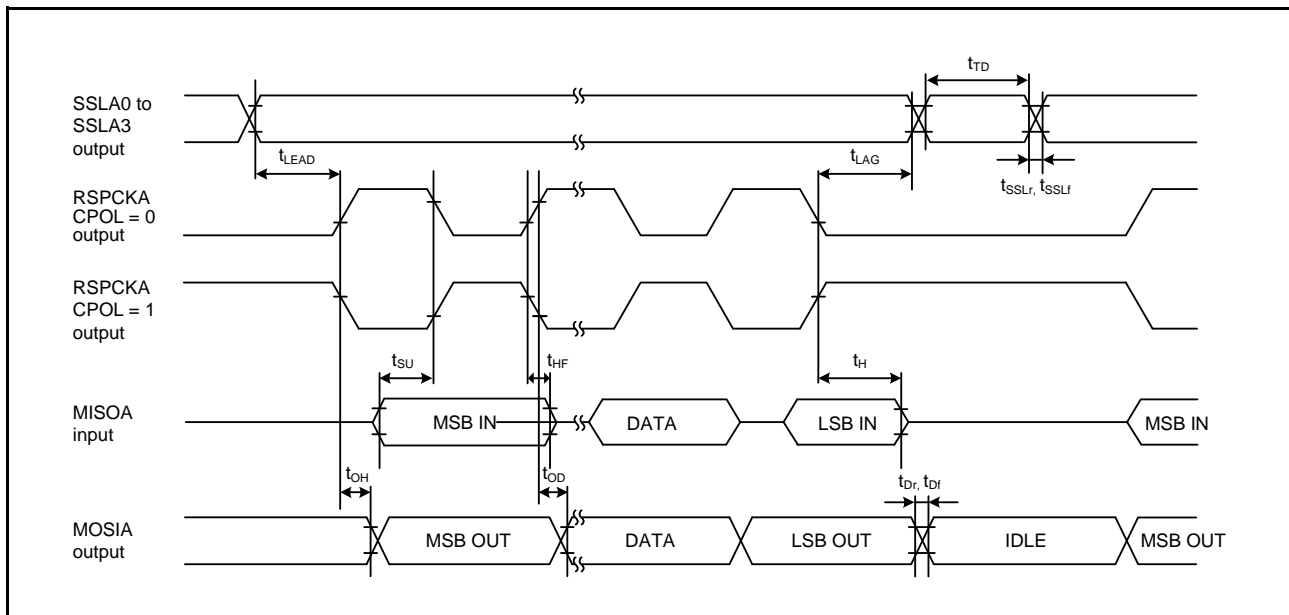 t_TD
SSLA0 to
SSLA3
output
t_LEAD
t_LAG
t_SSLr, t_SSLf
RSPCKA
CPOL = 0
output
RSPCKA
CPOL = 1
output
t_SU
t_HF
t_H
MISOA
input
MSB IN
DATA
LSB IN
MSB IN
t_OH
t_OD
t_Dr, t_Df
MOSIA
output
MSB OUT
DATA
LSB OUT
IDLE
MSB OUT